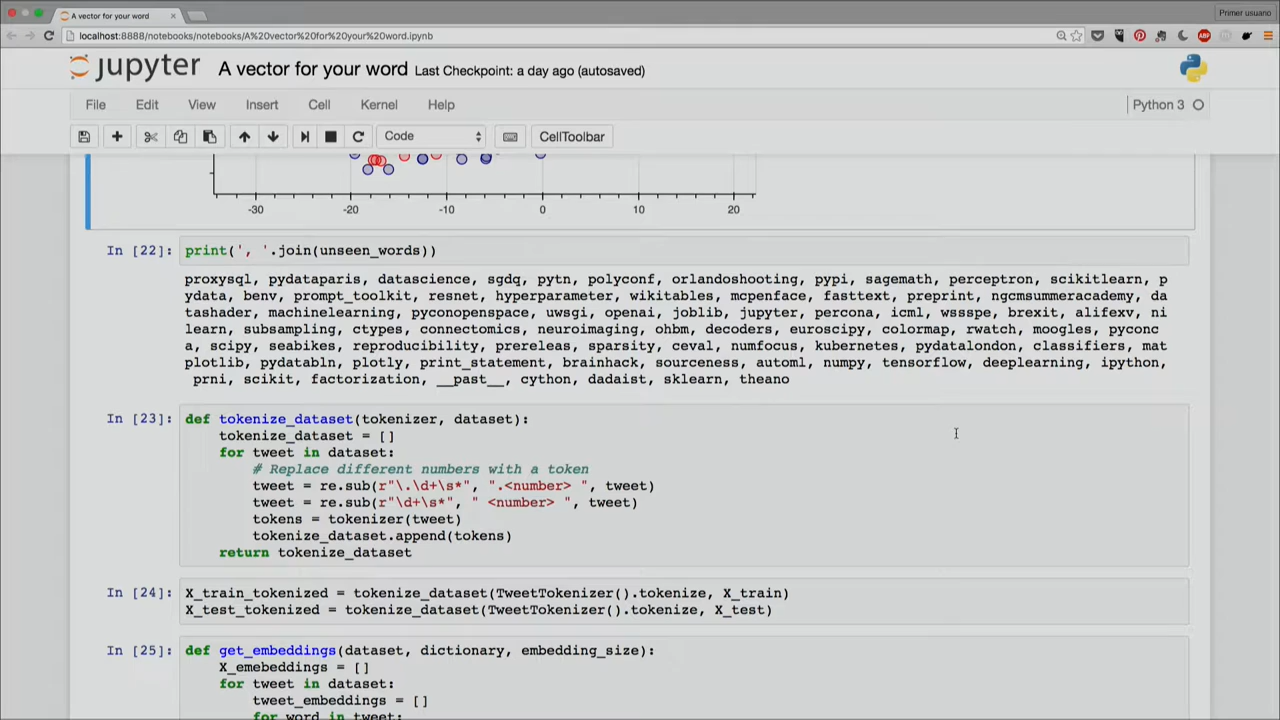 A vector for your word
Primer usuano
localhost:8888/notebooks/notebooks/A%20vector%20for%20your%20word.ipynb
ABP
jupyter A vector for your word Last Checkpoint: a day ago (autosaved)
File Edit View Insert Cell Kernel Help Python 3
Code CellToolbar
-30 -20 -10 0 10 20
In [22]: print(', '.join(unseen_words))
proxysql, pydataparis, datascience, sgdq, pytn, polyconf, orlandoshooting, pypi, sagemath, perceptron, scikitlearn, p
ydata, benv, prompt_toolkit, resnet, hyperparameter, wikitables, mcpenface, fasttext, preprint, ngcmsummeracademy, da
tashader, machinelearning, pyconopenspace, uwsgi, openai, joblib, jupyter, percona, icml, wssspe, brexit, alifexv, ni
learn, subsampling, ctypes, connectomics, neuroimaging, ohbm, decoders, euroscipy, colormap, rwatch, moogles, pyconc
a, scipy, seabikes, reproducibility, prereleas, sparsity, ceval, numfocus, kubernetes, pydatalondon, classifiers, mat
plotlib, pydatabln, plotly, print_statement, brainhack, sourceness, automl, numpy, tensorflow, deeplearning, ipython,
prni, scikit, factorization, __past__, cython, dadaist, sklearn, theano
In [23]: def tokenize_dataset(tokenizer, dataset):
tokenize_dataset = []
for tweet in dataset:
# Replace different numbers with a token
tweet = re.sub(r"\.\d+\s*", ".<number> ", tweet)
tweet = re.sub(r"\d+\s*", " <number> ", tweet)
tokens = tokenizer(tweet)
tokenize_dataset.append(tokens)
return tokenize_dataset
In [24]: X_train_tokenized = tokenize_dataset(TweetTokenizer().tokenize, X_train)
X_test_tokenized = tokenize_dataset(TweetTokenizer().tokenize, X_test)
In [25]: def get_embeddings(dataset, dictionary, embedding_size):
X_emebeddings = []
for tweet in dataset:
tweet_embeddings = []
for word in tweet: